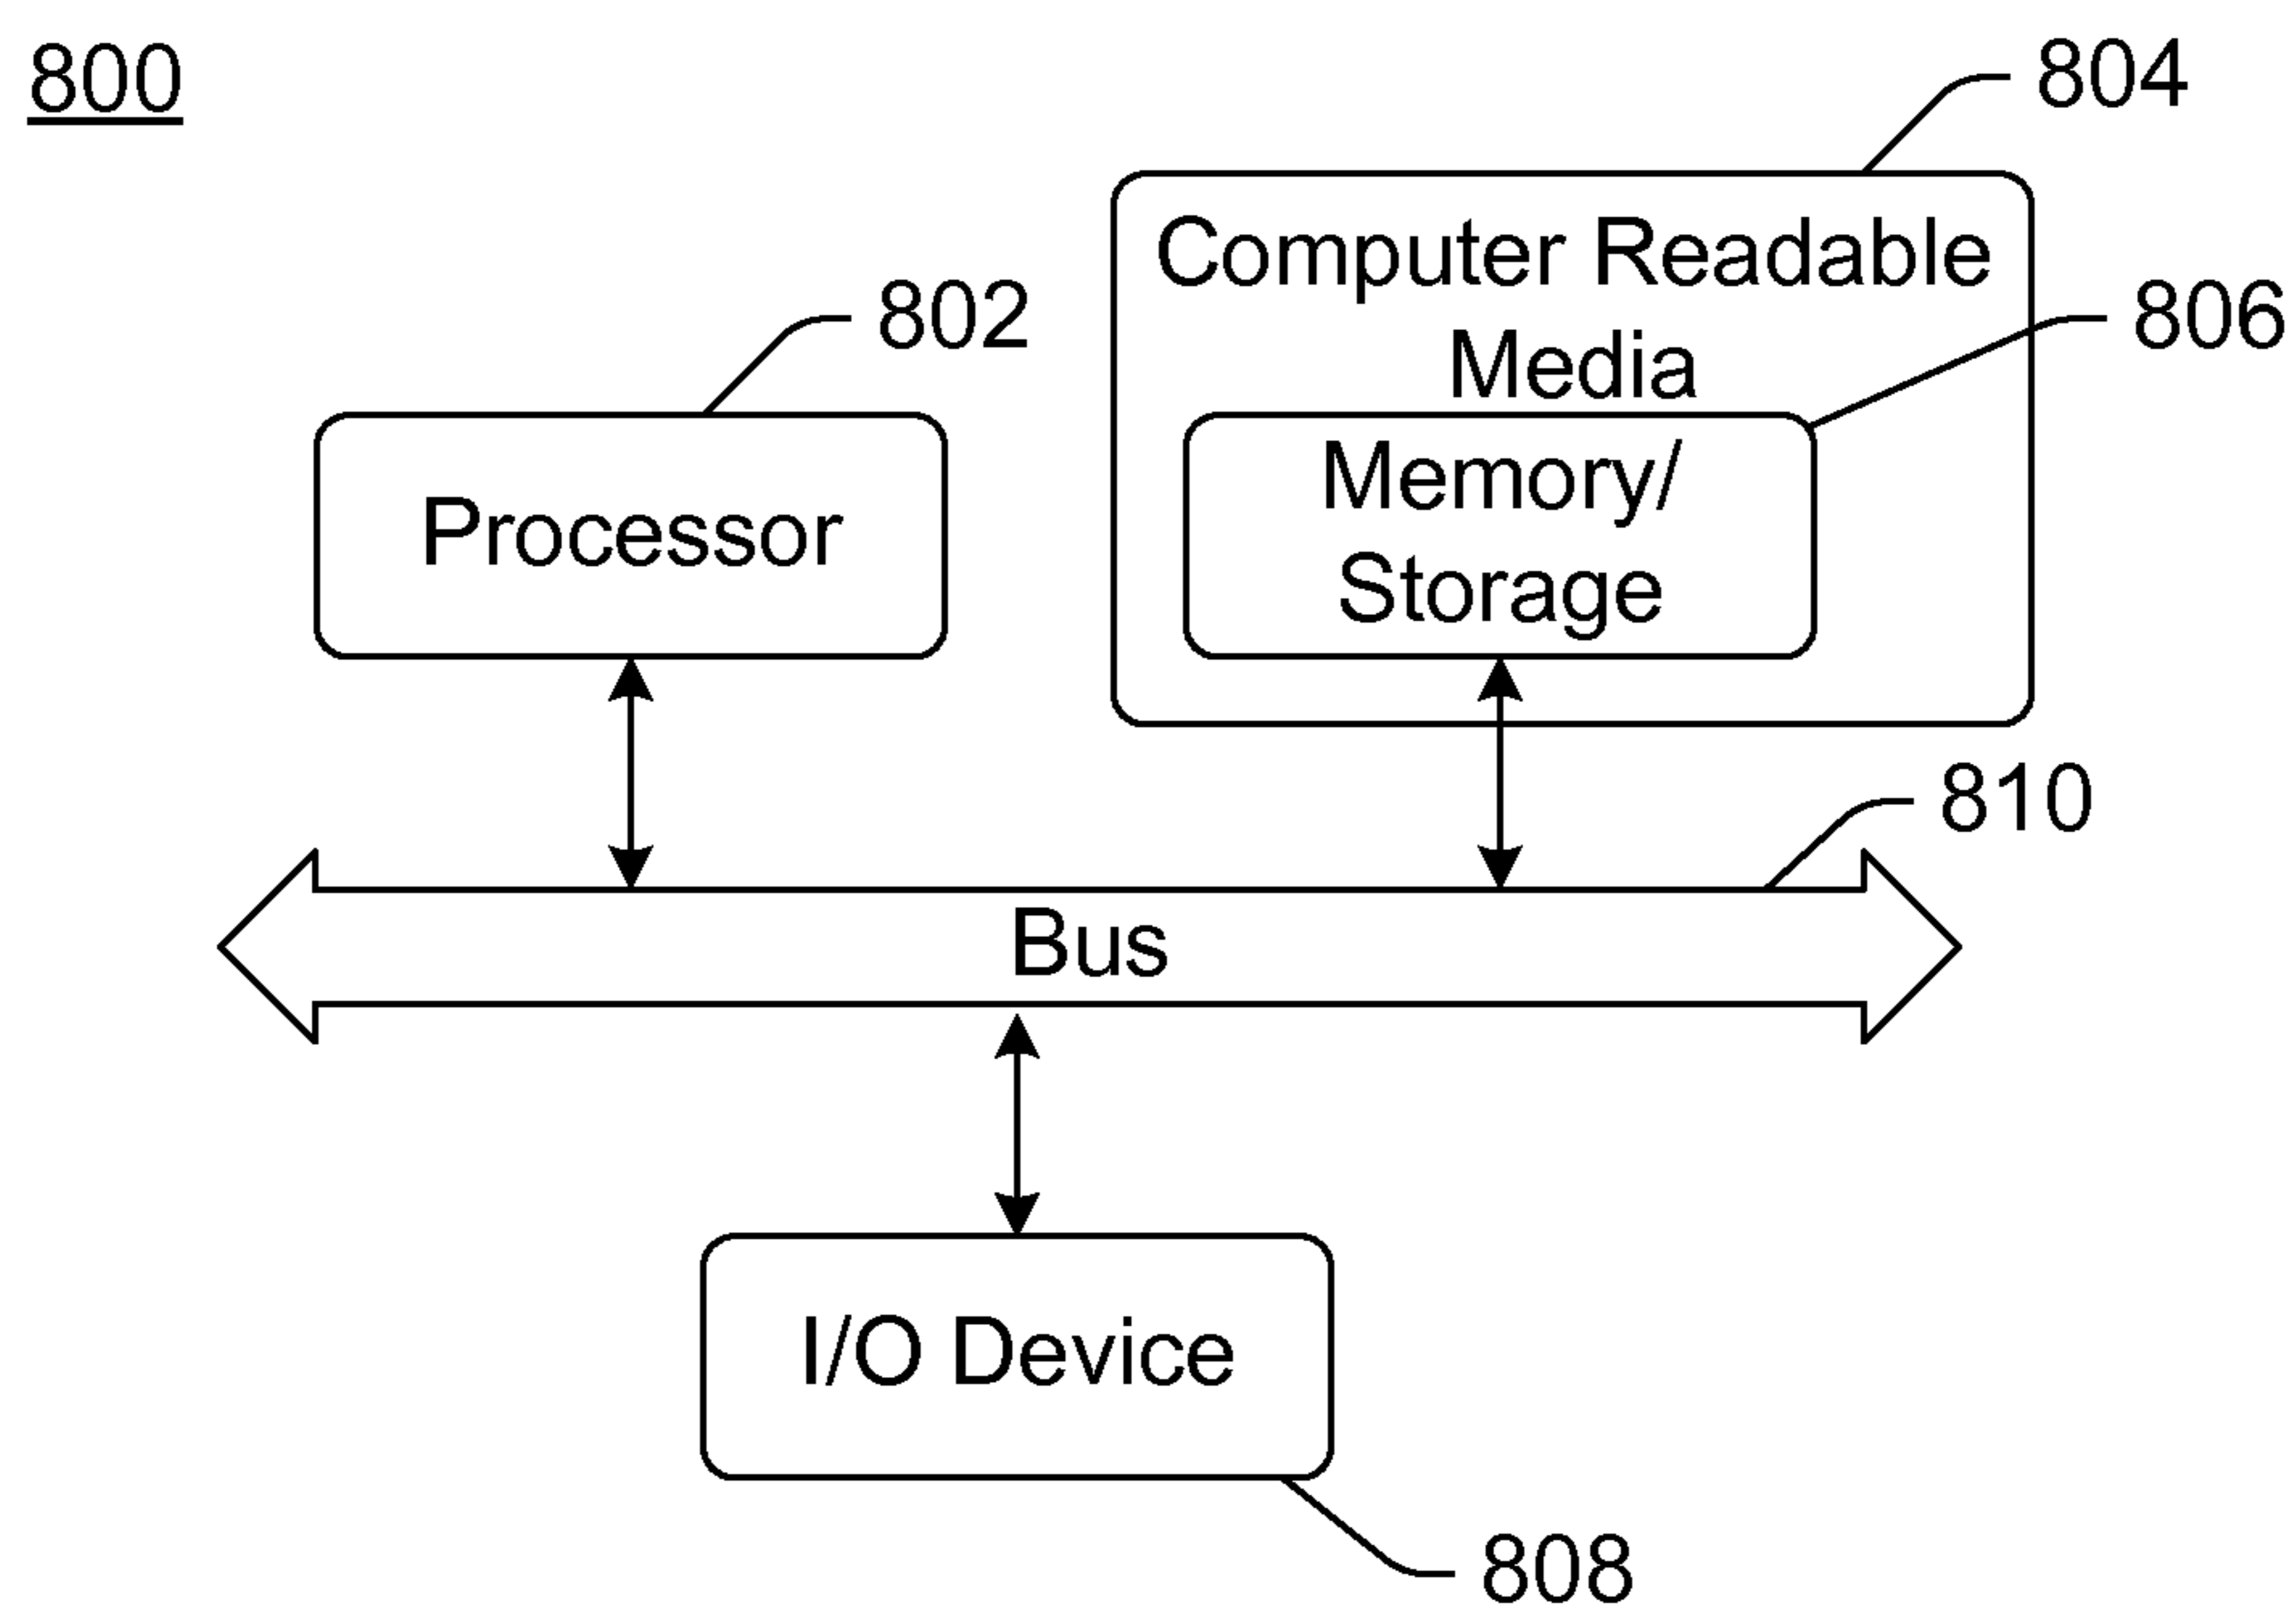 800
804
Computer Readable
Media
806
802
Memory/
Storage
Processor
810
Bus
I/O Device
808